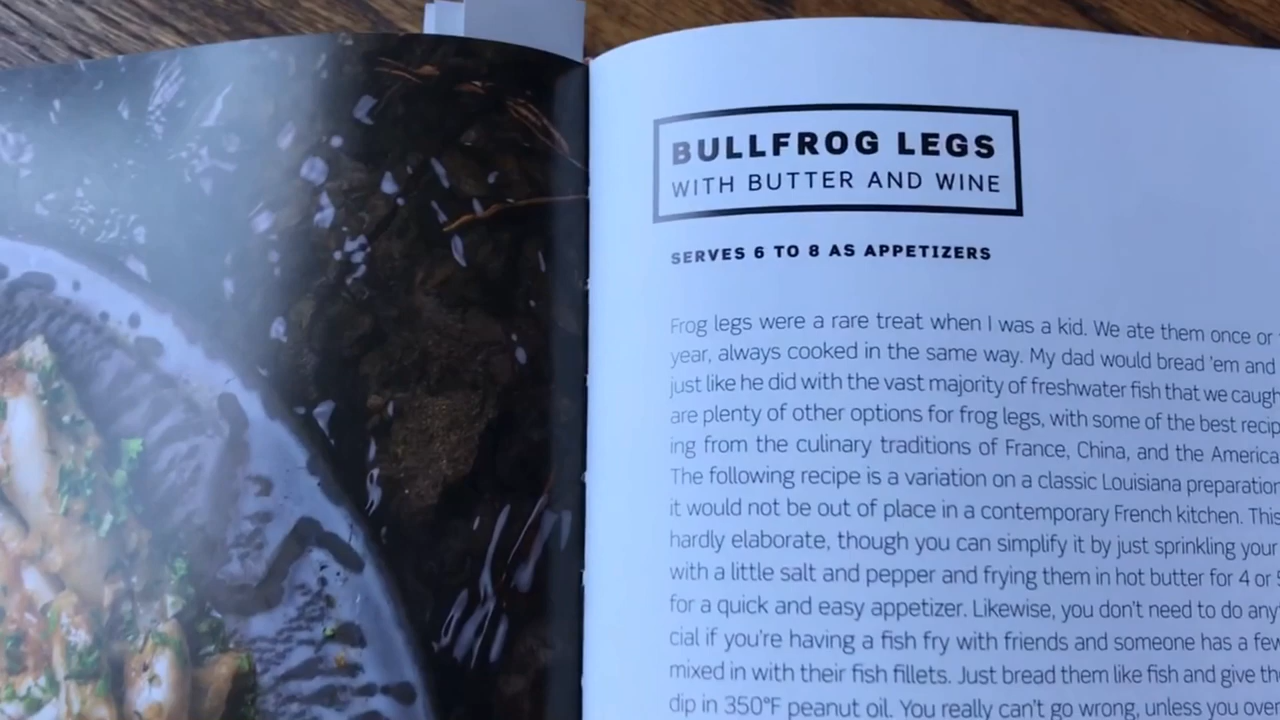 BULLFROG LEGS
WITH BUTTER AND WINE
SERVES 6 TO 8 AS APPETIZERS
Frog legs were a rare treat when I was a kid. We ate them once or
year, always cooked in the same way. My dad would bread 'em and
just like he did with the vast majority of freshwater fish that we caugh
are plenty of other options for frog legs, with some of the best recip
ing from the culinary traditions of France, China, and the America
The following recipe is a variation on a classic Louisiana preparation
it would not be out of place in a contemporary French kitchen. This
hardly elaborate, though you can simplify it by just sprinkling your
with a little salt and pepper and frying them in hot butter for 4 or
for a quick and easy appetizer. Likewise, you don't need to do any
cial if you're having a fish fry with friends and someone has a few
mixed in with their fish fillets. Just bread them like fish and give the
dip in 350°F peanut oil. You really can't go wrong, unless you over